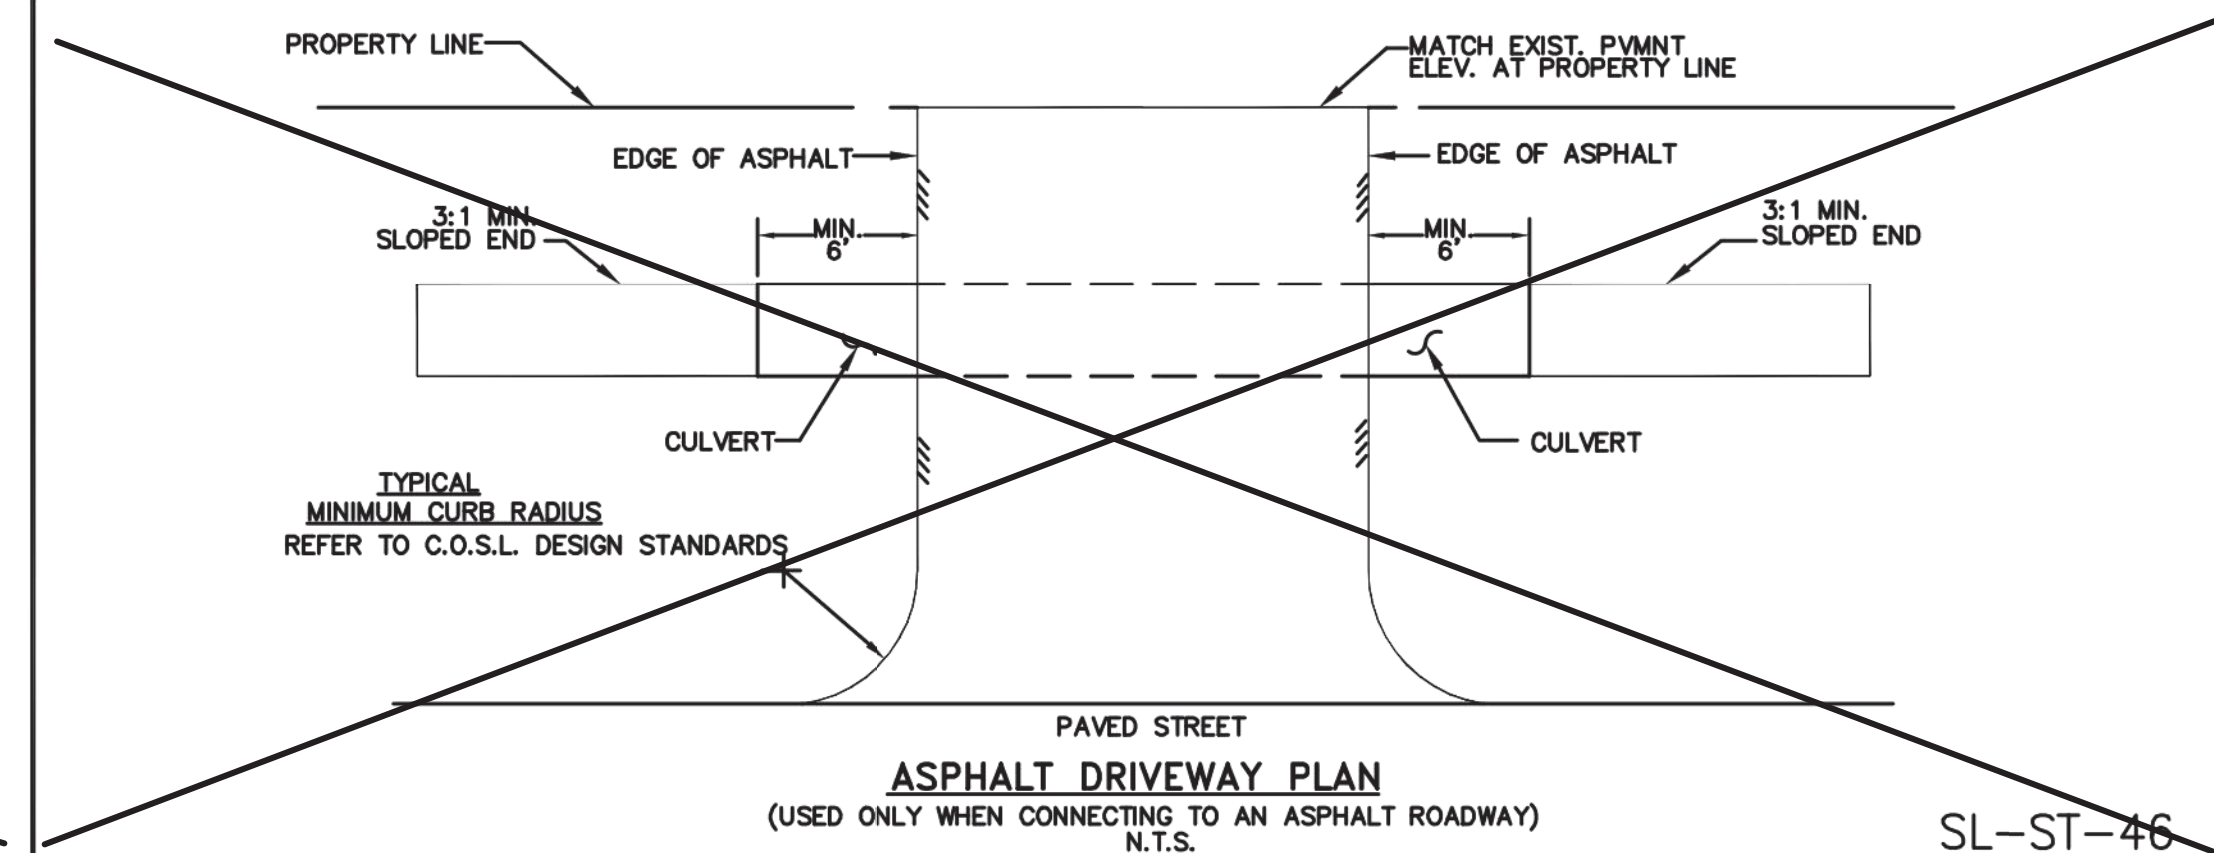 PROPERTY LINE
MATCH EXIST. PVMNT
ELEV. AT PROPERTY LINE
EDGE OF ASPHALT
EDGE OF ASPHALT
3:1 MIN.
SLOPED END
MIN.
6'
MIN.
6'
3:1 MIN.
SLOPED END
CULVERT
CULVERT
TYPICAL
MINIMUM CURB RADIUS
REFER TO C.O.S.L. DESIGN STANDARDS
PAVED STREET
ASPHALT DRIVEWAY PLAN
(USED ONLY WHEN CONNECTING TO AN ASPHALT ROADWAY)
N.T.S.
SL-ST-46